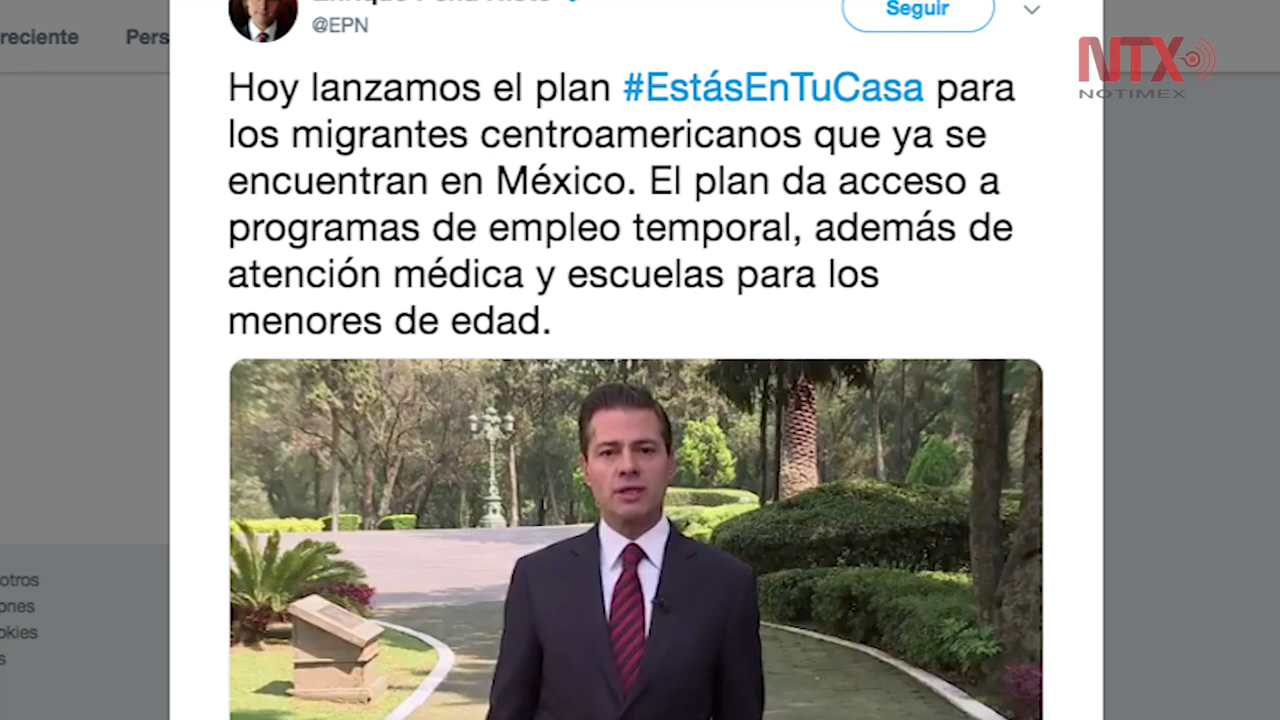 @EPN
Seguir
reciente Pers
NTX
NOTIMEX
Hoy lanzamos el plan #EstásEnTuCasa para
los migrantes centroamericanos que ya se
encuentran en México. El plan da acceso a
programas de empleo temporal, además de
atención médica y escuelas para los
menores de edad.
otros
ones
okies
s